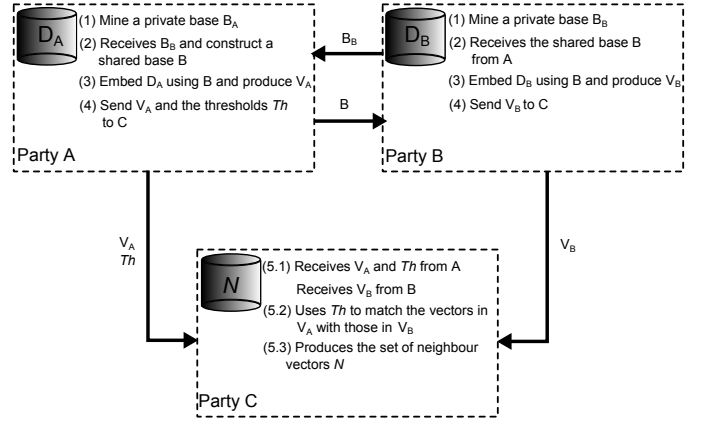 D_A
(1) Mine a private base B_A
(2) Receives B_B and construct a
shared base B
(3) Embed D_A using B and produce V_A
(4) Send V_A and the thresholds Th
to C
Party A
B_B
B
D_B
(1) Mine a private base B_B
(2) Receives the shared base B
from A
(3) Embed D_B using B and produce V_B
(4) Send V_B to C
Party B
V_A
Th
V_B
N
(5.1) Receives V_A and Th from A
Receives V_B from B
(5.2) Uses Th to match the vectors in
V_A with those in V_B
(5.3) Produces the set of neighbour
vectors N
Party C